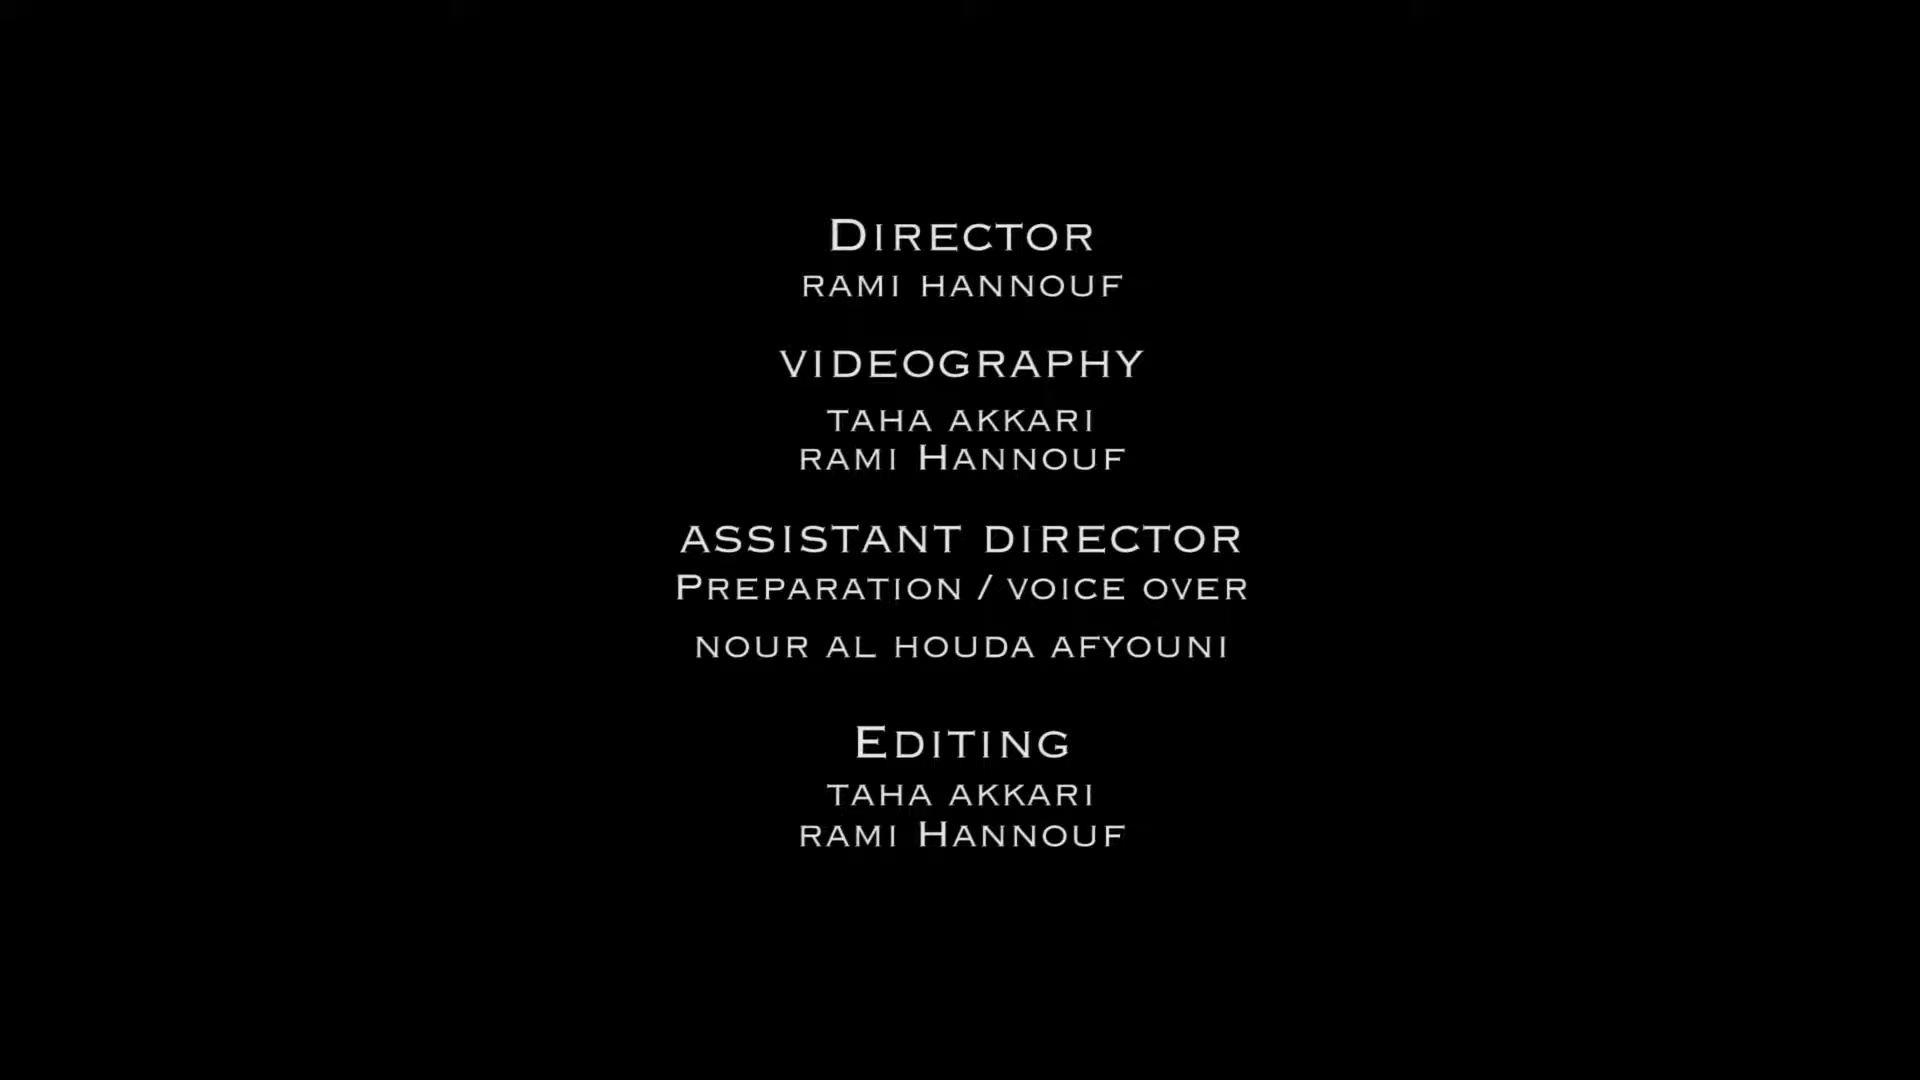 Director
RAMI HANNOUF
VIDEOGRAPHY
TAHA AKKARI
RAMI HANNOUF
ASSISTANT DIRECTOR
PREPARATION / VOICE OVER
NOUR AL HOUDA AFYOUNI
EDITING
TAHA AKKARI
RAMI HANNOUF